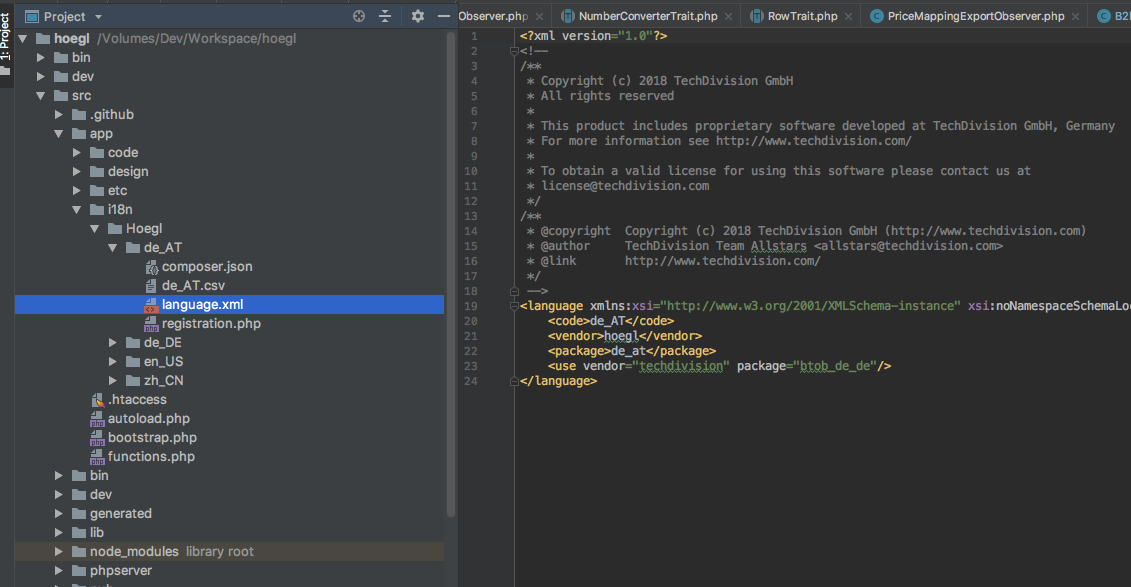 1: Project
Project
hoegl /Volumes/Dev/Workspace/hoegl
bin
dev
src
.github
app
code
design
etc
i18n
Hoegl
de_AT
composer.json
de_AT.csv
language.xml
registration.php
de_DE
en_US
zh_CN
.htaccess
autoload.php
bootstrap.php
functions.php
bin
dev
generated
lib
node_modules library root
phpserver
Observer.php NumberConverterTrait.php RowTrait.php PriceMappingExportObserver.php
1 <?xml version="1.0"?>
2 <!--
3 /**
4 * Copyright (c) 2018 TechDivision GmbH
5 * All rights reserved
6 *
7 * This product includes proprietary software developed at TechDivision GmbH, Germany
8 * For more information see http://www.techdivision.com/
9 *
10 * To obtain a valid license for using this software please contact us at
11 * license@techdivision.com
12 */
13 /**
14 * @copyright Copyright (c) 2018 TechDivision GmbH (http://www.techdivision.com)
15 * @author TechDivision Team Allstars <allstars@techdivision.com>
16 * @link http://www.techdivision.com/
17 */
18 -->
19 <language xmlns:xsi="http://www.w3.org/2001/XMLSchema-instance" xsi:noNamespaceSchemaLo
20 <code>de_AT</code>
21 <vendor>hoegl</vendor>
22 <package>de_at</package>
23 <use vendor="techdivision" package="btob_de_de"/>
24 </language>